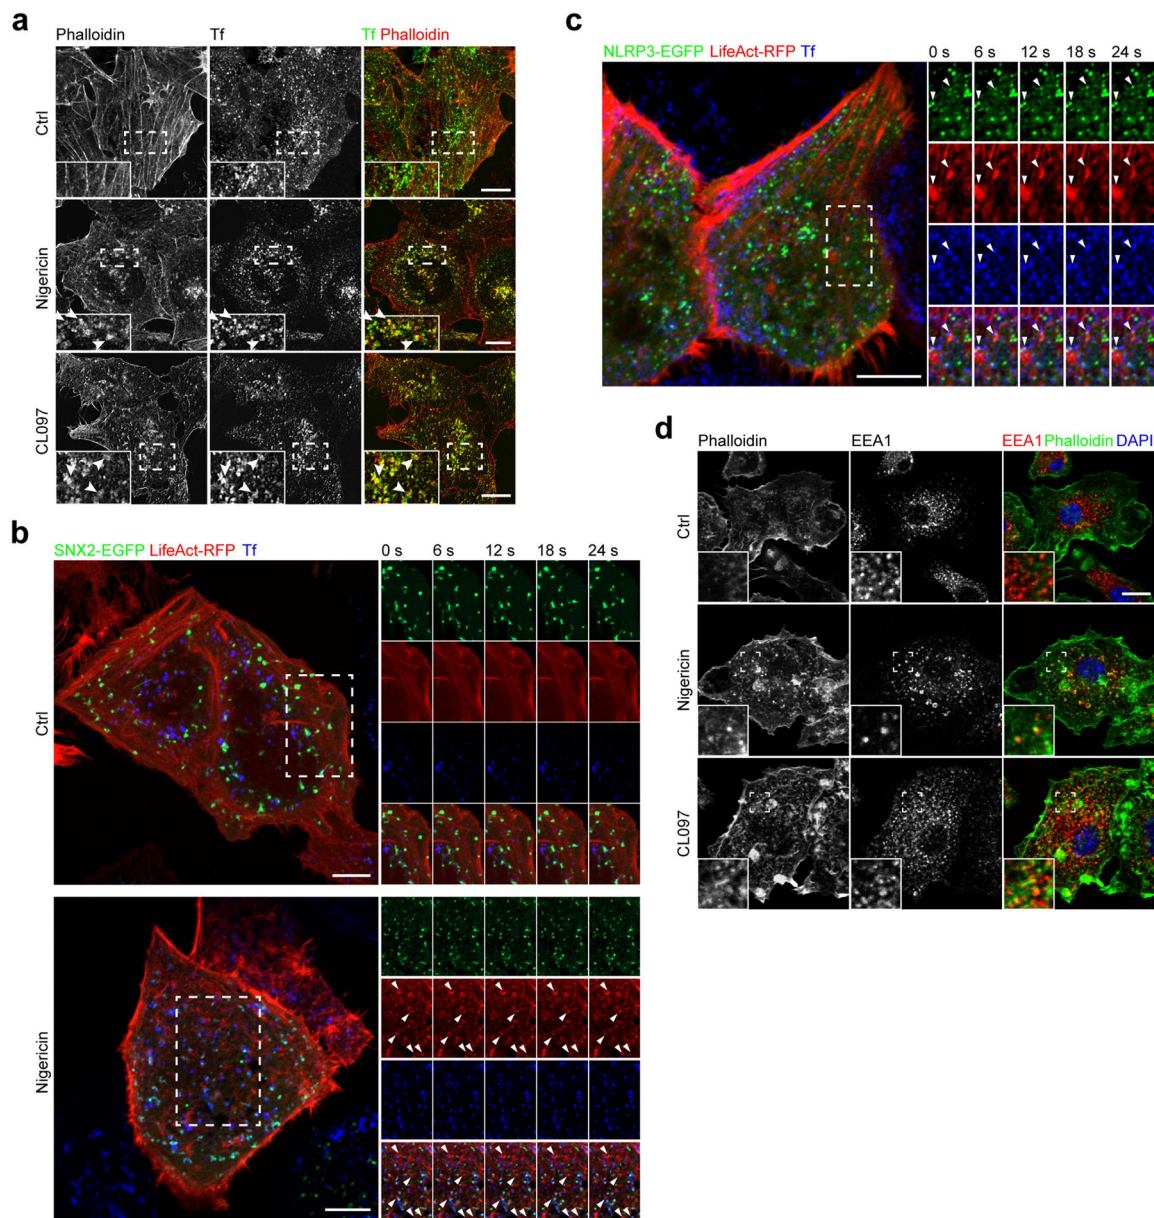 a
Phalloidin Tf Tf Phalloidin
Ctrl
Nigericin
CL097
b
SNX2-EGFP LifeAct-RFP Tf 0 s 6 s 12 s 18 s 24 s
Ctrl
Nigericin
c
NLRP3-EGFP LifeAct-RFP Tf 0 s 6 s 12 s 18 s 24 s
d
Phalloidin EEA1 EEA1 Phalloidin DAPI
Ctrl
Nigericin
CL097